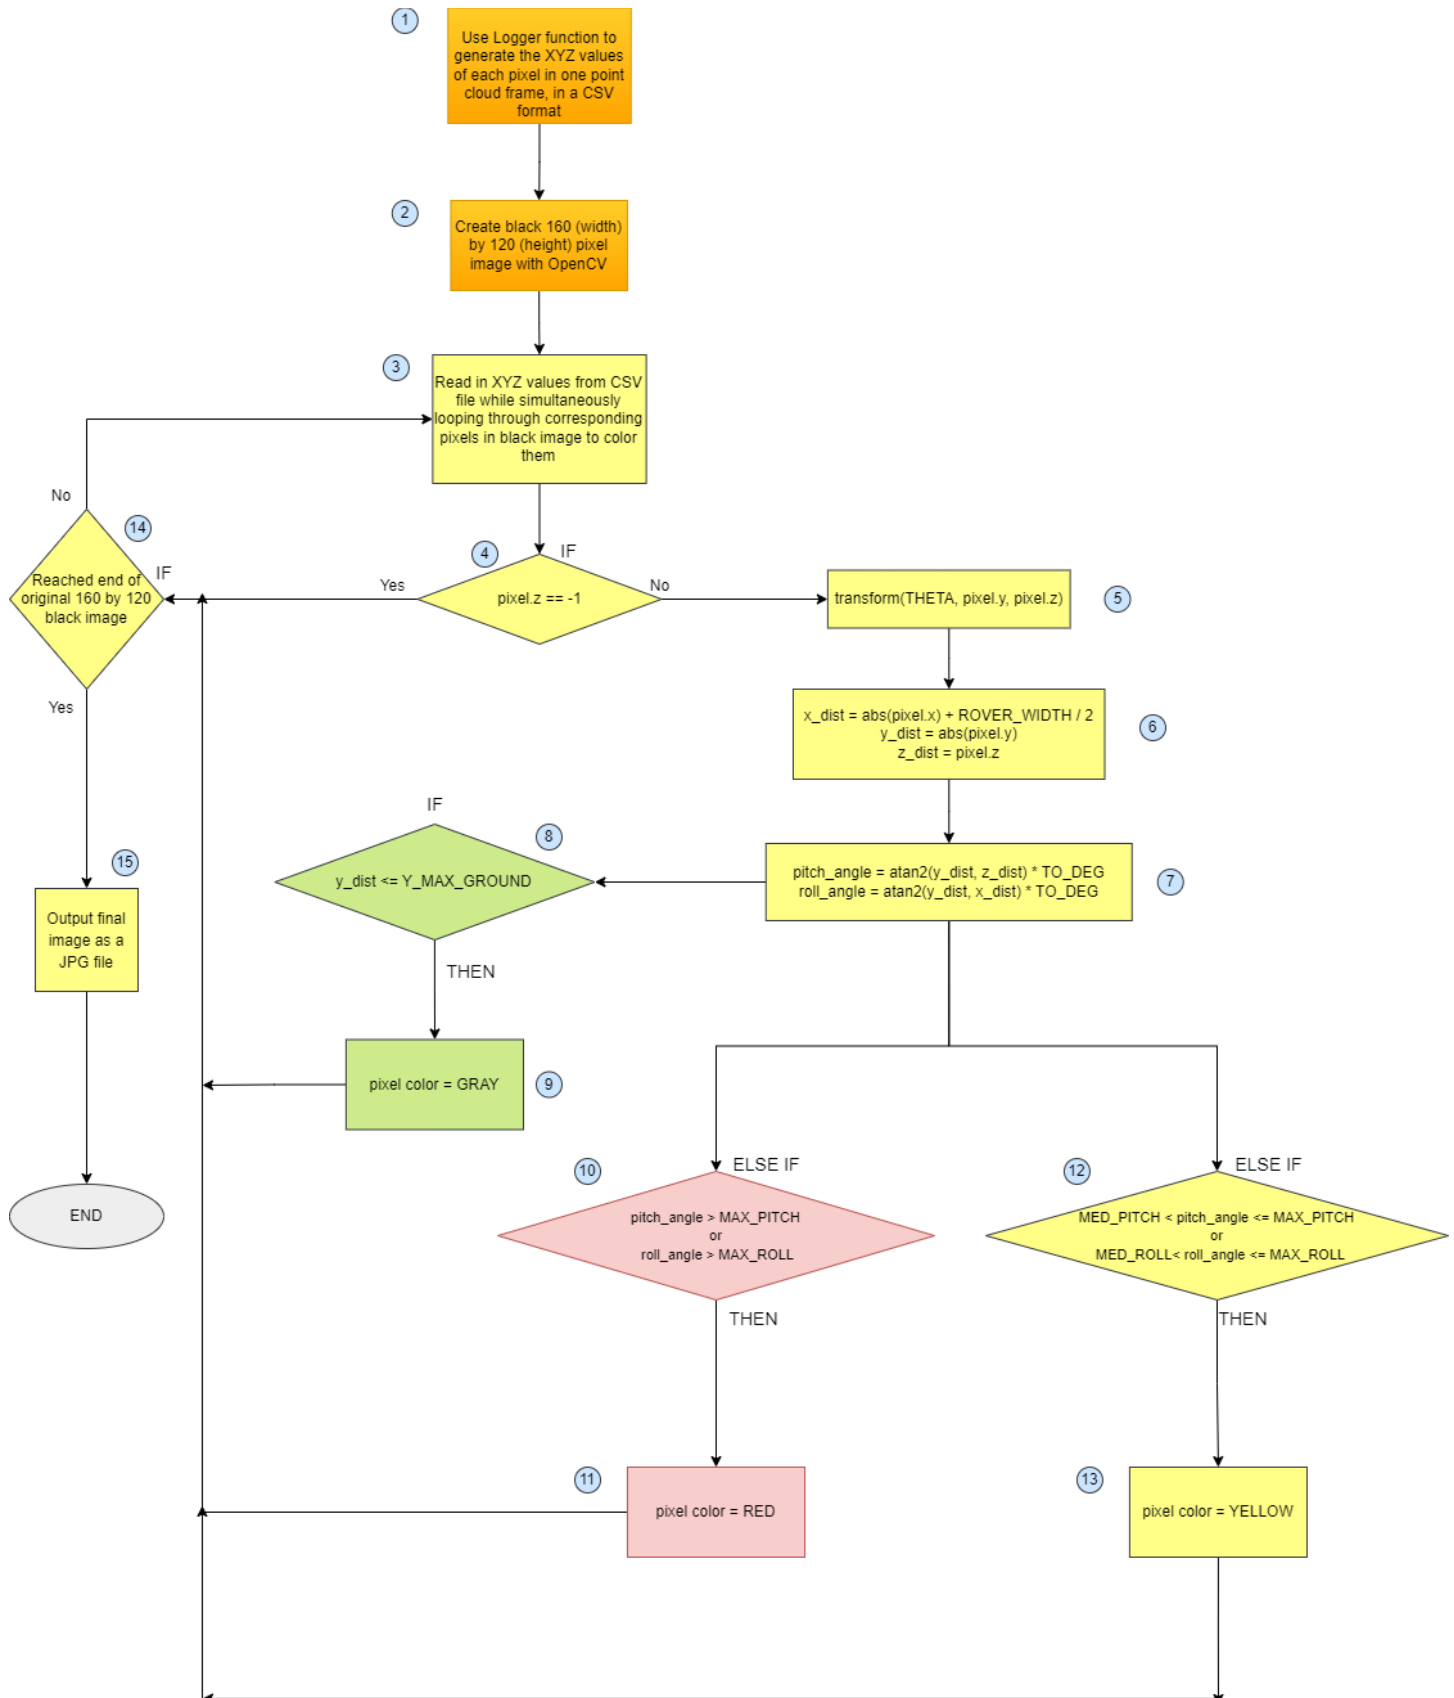 1
Use Logger function to
generate the XYZ values
of each pixel in one point
cloud frame, in a CSV
format
2
Create black 160 (width)
by 120 (height) pixel
image with OpenCV
3
Read in XYZ values from CSV
file while simultaneously
looping through corresponding
pixels in black image to color
them
No
14
IF
Reached end of
original 160 by 120
black image
Yes
4
IF
Yes
pixel.z == -1
No
transform(THETA, pixel.y, pixel.z)
5
x_dist = abs(pixel.x) + ROVER_WIDTH / 2
y_dist = abs(pixel.y)
z_dist = pixel.z
6
pitch_angle = atan2(y_dist, z_dist) * TO_DEG
roll_angle = atan2(y_dist, x_dist) * TO_DEG
7
IF
8
y_dist <= Y_MAX_GROUND
THEN
pixel color = GRAY
9
15
Output final
image as a
JPG file
END
10
ELSE IF
pitch_angle > MAX_PITCH
or
roll_angle > MAX_ROLL
THEN
11
pixel color = RED
12
ELSE IF
MED_PITCH < pitch_angle <= MAX_PITCH
or
MED_ROLL< roll_angle <= MAX_ROLL
THEN
13
pixel color = YELLOW